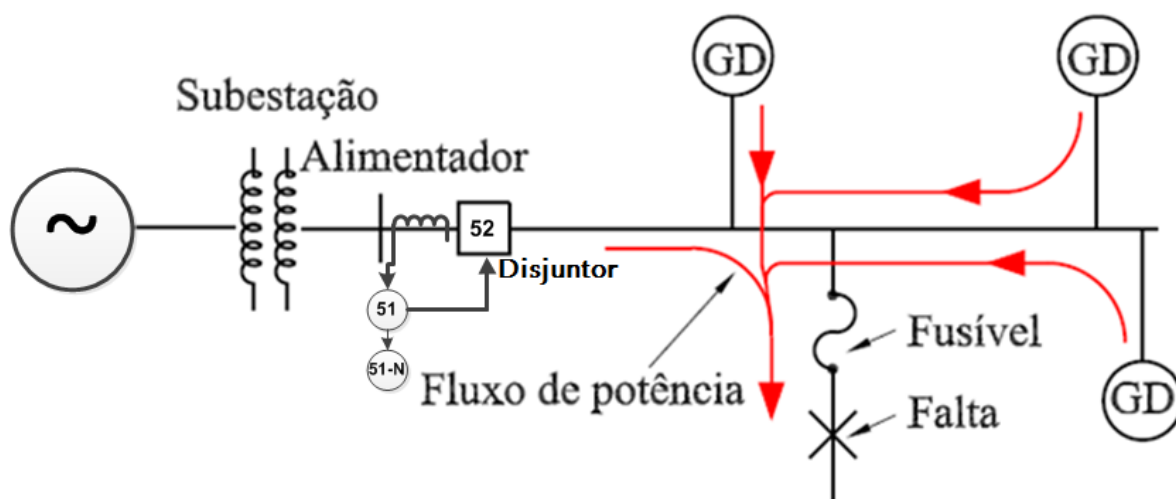 GD
GD
Subestação
Alimentador
52
Disjuntor
51
51-N
Fluxo de potência
Fusível
Falta
GD